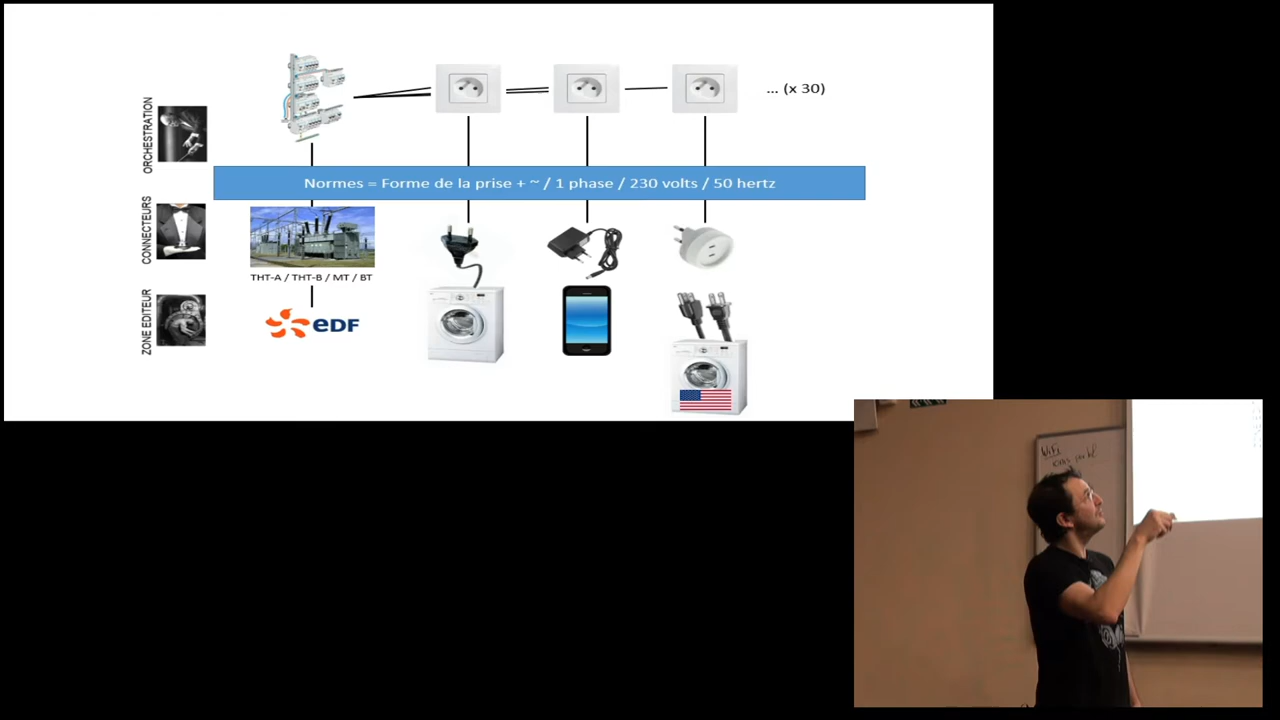 ORCHESTRATION
... (x 30)
Normes = Forme de la prise + ~ / 1 phase / 230 volts / 50 hertz
CONNECTEURS
THT-A / THT-B / MT / BT
ZONE EDITEUR
eDF
WiFi